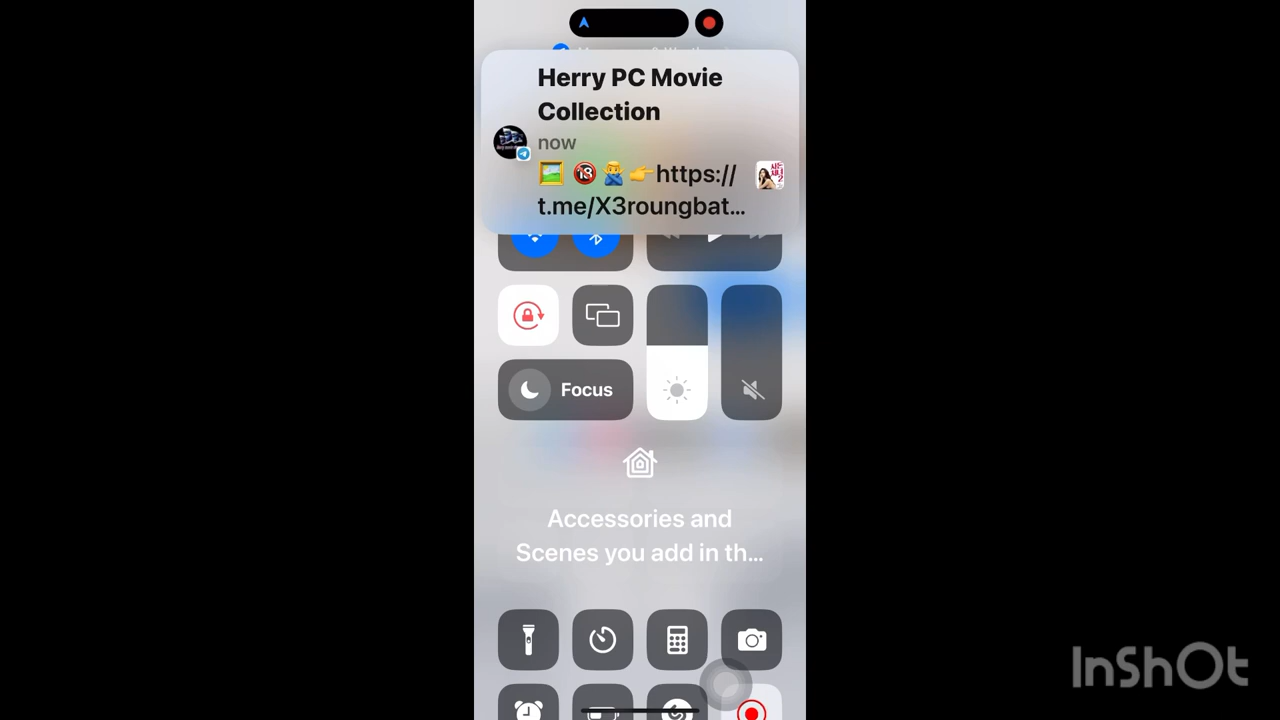 Herry PC Movie
Collection
now
🖼️ 🔞🙅‍♂️👉https://
t.me/X3roungbat...
Focus
Accessories and
Scenes you add in th...
InShOt